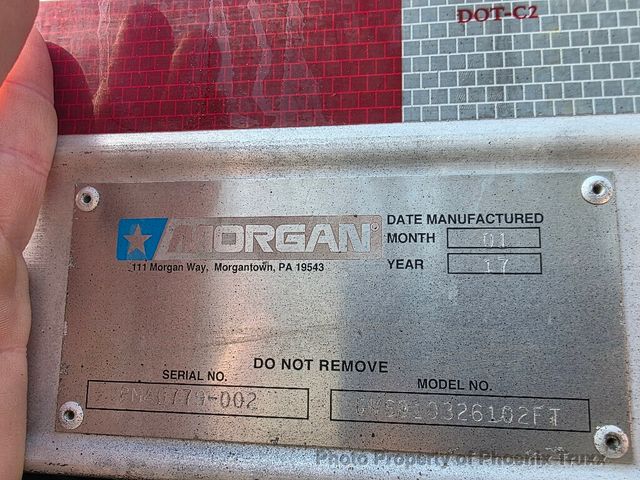 DOT-C2
MORGAN
DATE MANUFACTURED
MONTH 01
YEAR 17
111 Morgan Way, Morgantown, PA 19543
DO NOT REMOVE
SERIAL NO.
MODEL NO.
Photo Property of Phoenix Truxx